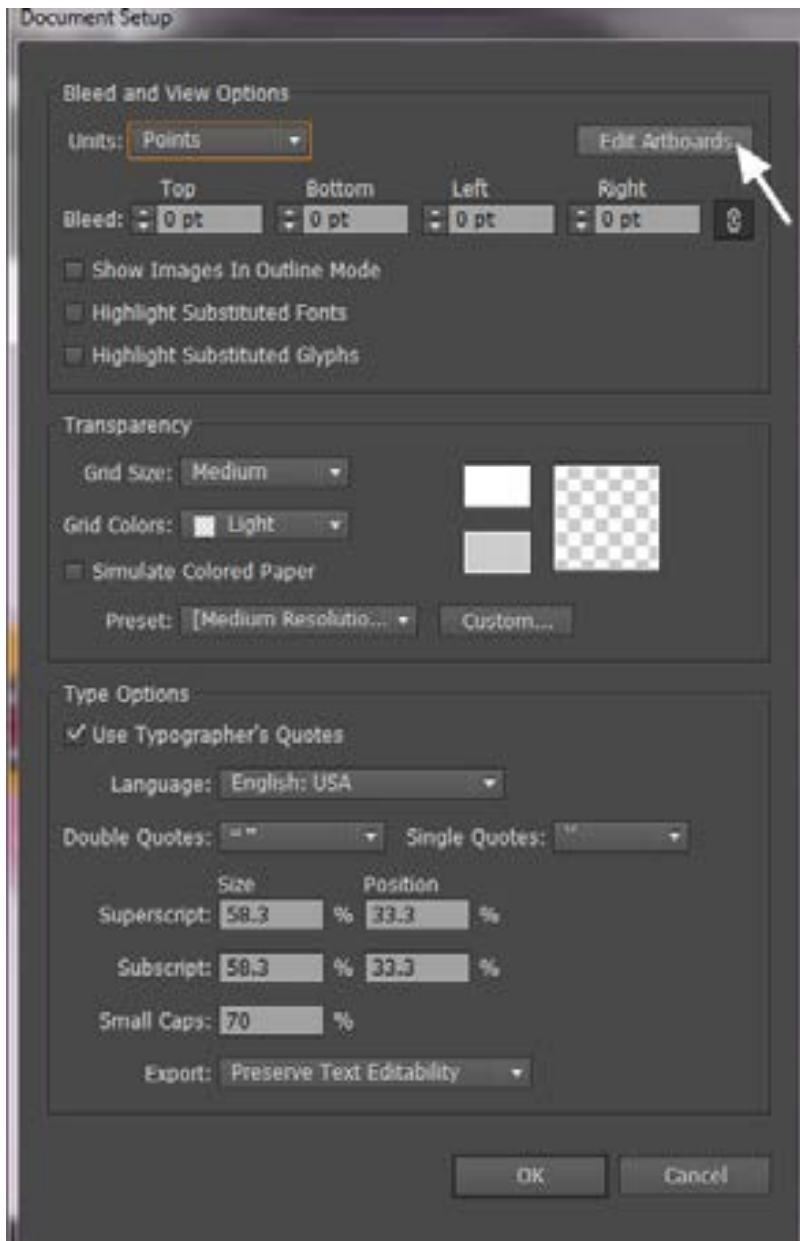 Document Setup
Bleed and View Options
Units: Points Edit Artboards
Top Bottom Left Right
Bleed: 0 pt 0 pt 0 pt 0 pt
Show Images In Outline Mode
Highlight Substituted Fonts
Highlight Substituted Glyphs
Transparency
Grid Size: Medium
Grid Colors: Light
Simulate Colored Paper
Preset: [Medium Resolutio... Custom...
Type Options
Use Typographer's Quotes
Language: English: USA
Double Quotes: “” Single Quotes: ‘’
Size Position
Superscript: 58.3 % 33.3 %
Subscript: 58.3 % 33.3 %
Small Caps: 70 %
Export: Preserve Text Editability
OK Cancel